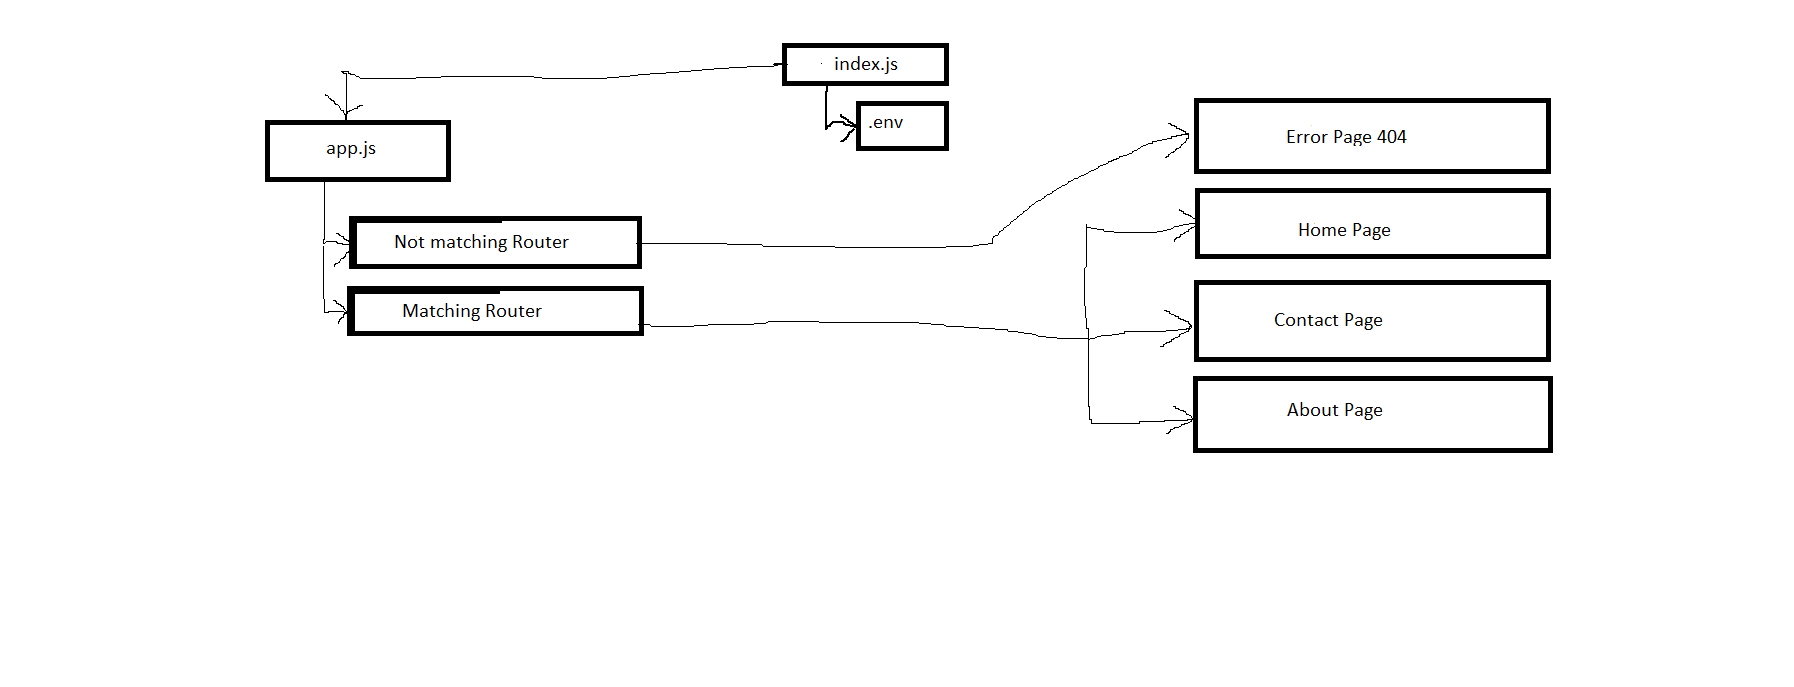 index.js
.env
app.js
Not matching Router
Matching Router
Error Page 404
Home Page
Contact Page
About Page